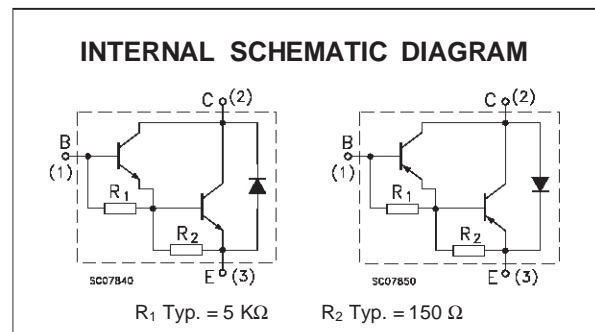 INTERNAL SCHEMATIC DIAGRAM
C (2)
B
(1)
R1
R2
SC07840
E (3)
C (2)
B
(1)
R1
R2
SC07850
E (3)
R1 Typ. = 5 KΩ R2 Typ. = 150 Ω